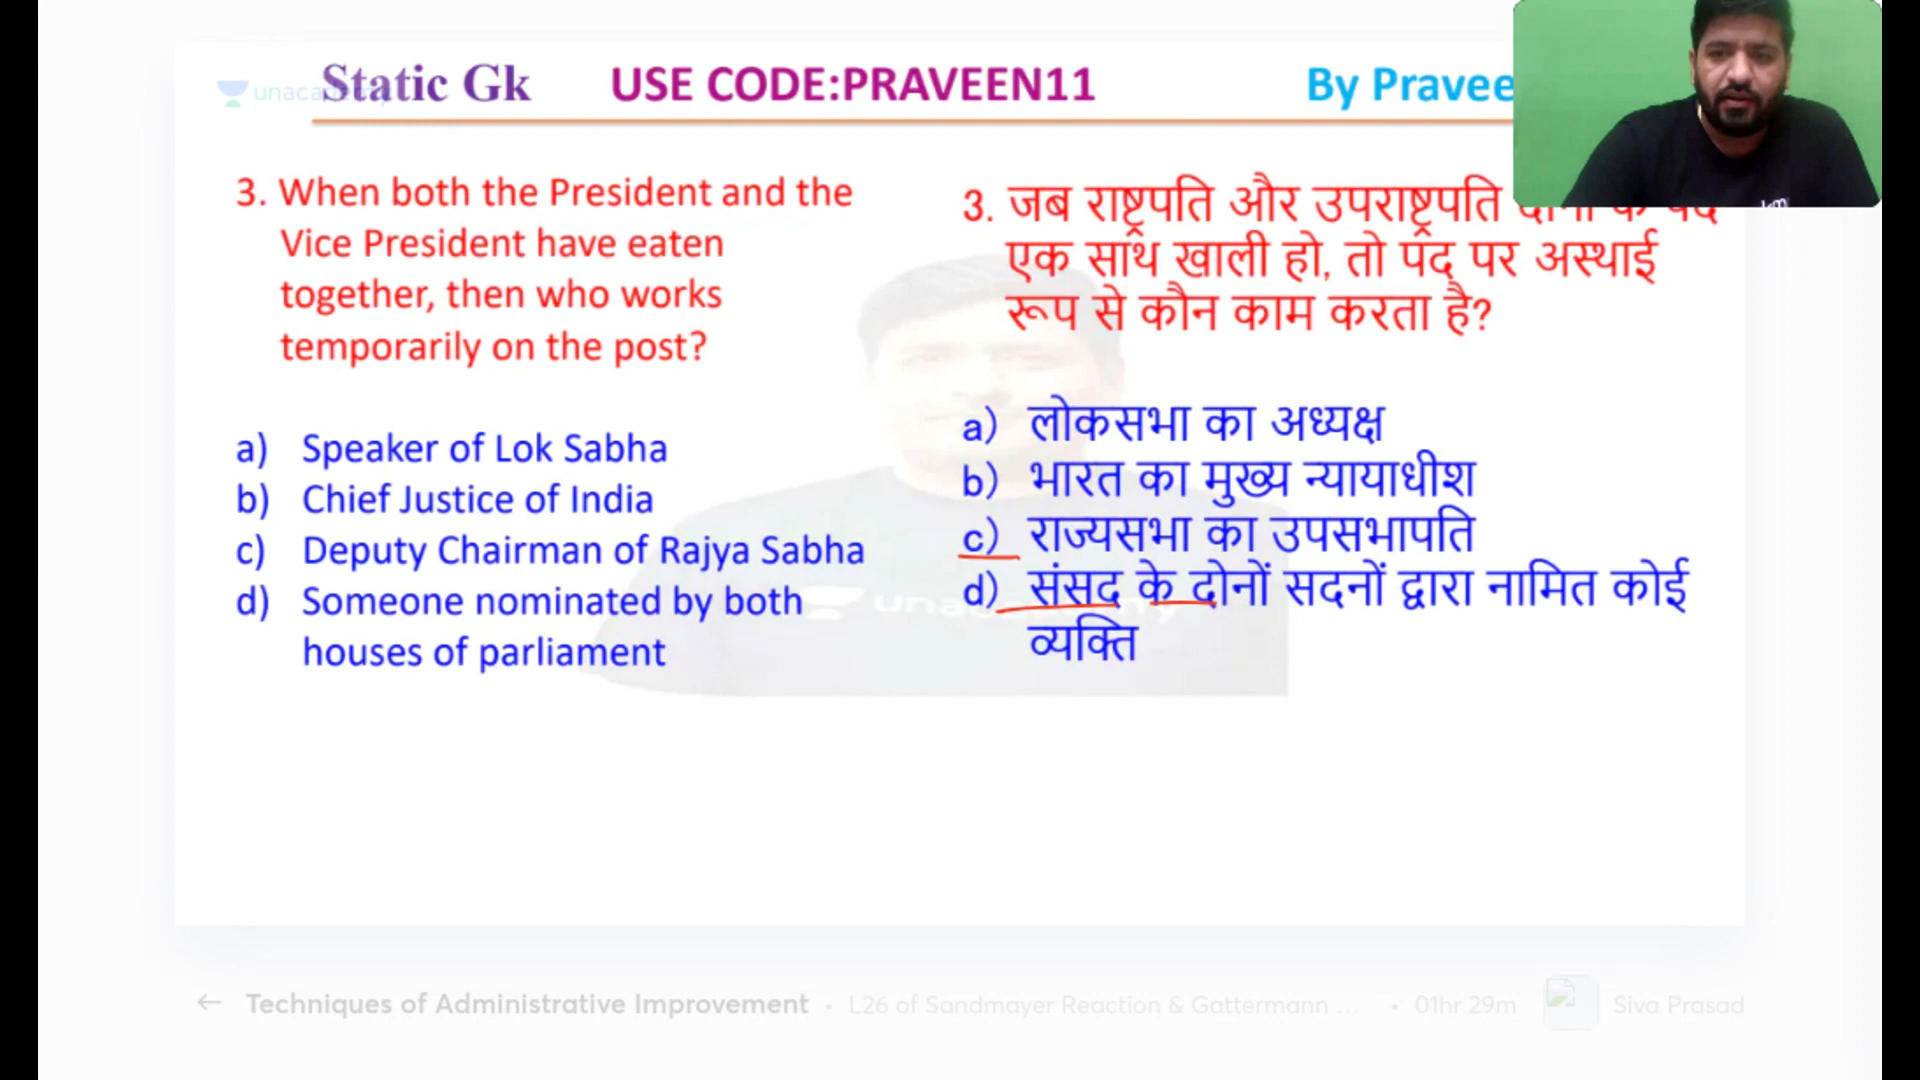 unacademy
Static Gk USE CODE:PRAVEEN11 By
3. When both the President and the
Vice President have eaten
together, then who works
temporarily on the post?
a) Speaker of Lok Sabha
b) Chief Justice of India
c) Deputy Chairman of Rajya Sabha
d) Someone nominated by both
houses of parliament
3. जब राष्ट्रपति और उपराष्ट्रपति दोनों के पद
एक साथ खाली हो, तो पद पर अस्थाई
रूप से कौन काम करता है?
a) लोकसभा का अध्यक्ष
b) भारत का मुख्य न्यायाधीश
c) राज्यसभा का उपसभापति
d) संसद के दोनों सदनों द्वारा नामित कोई
व्यक्ति
← Techniques of Administrative Improvement • L26 of Sandmayer Reaction & Gattermann ... • 01hr 29m Siva Prasad